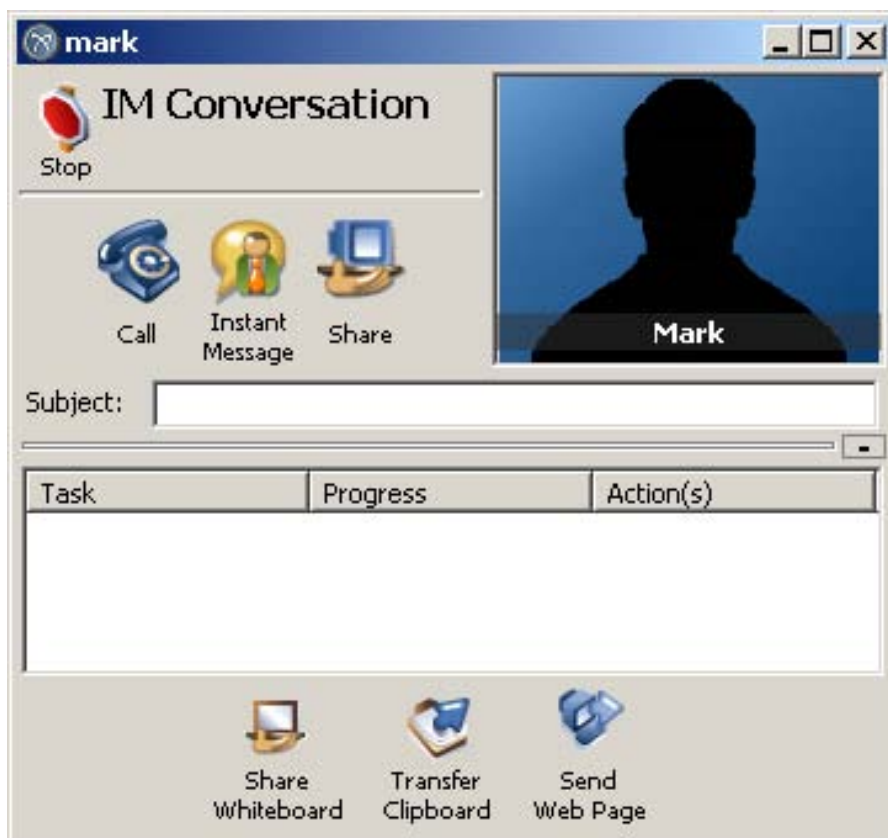 mark
IM Conversation
Stop
Call
Instant
Message
Share
Mark
Subject:
Task Progress Action(s)
Share
Whiteboard
Transfer
Clipboard
Send
Web Page